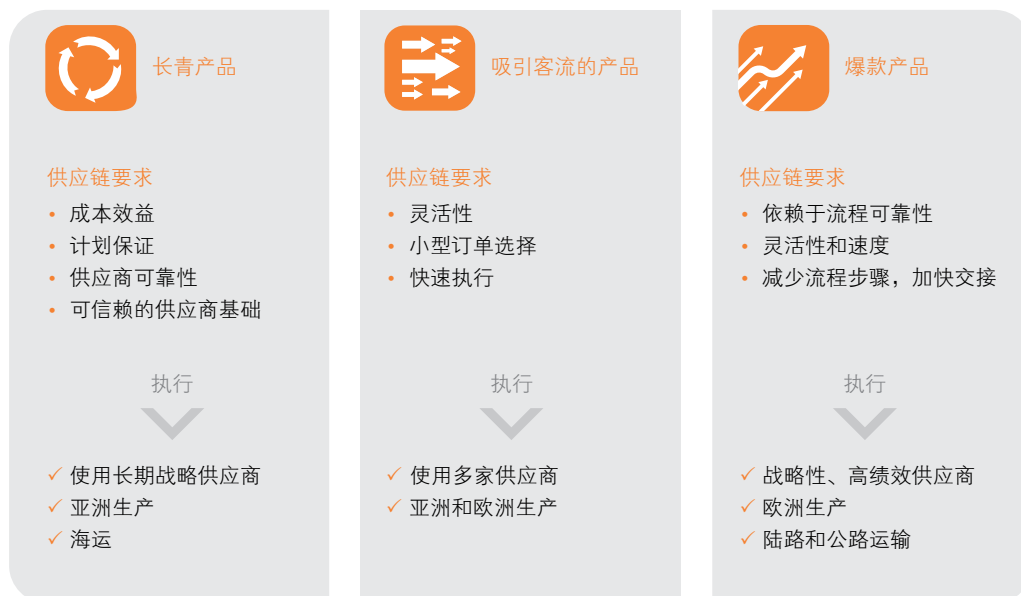 长青产品
供应链要求
• 成本效益
• 计划保证
• 供应商可靠性
• 可信赖的供应商基础
执行
✓ 使用长期战略供应商
✓ 亚洲生产
✓ 海运
吸引客流的产品
供应链要求
• 灵活性
• 小型订单选择
• 快速执行
执行
✓ 使用多家供应商
✓ 亚洲和欧洲生产
爆款产品
供应链要求
• 依赖于流程可靠性
• 灵活性和速度
• 减少流程步骤，加快交接
执行
✓ 战略性、高绩效供应商
✓ 欧洲生产
✓ 陆路和公路运输